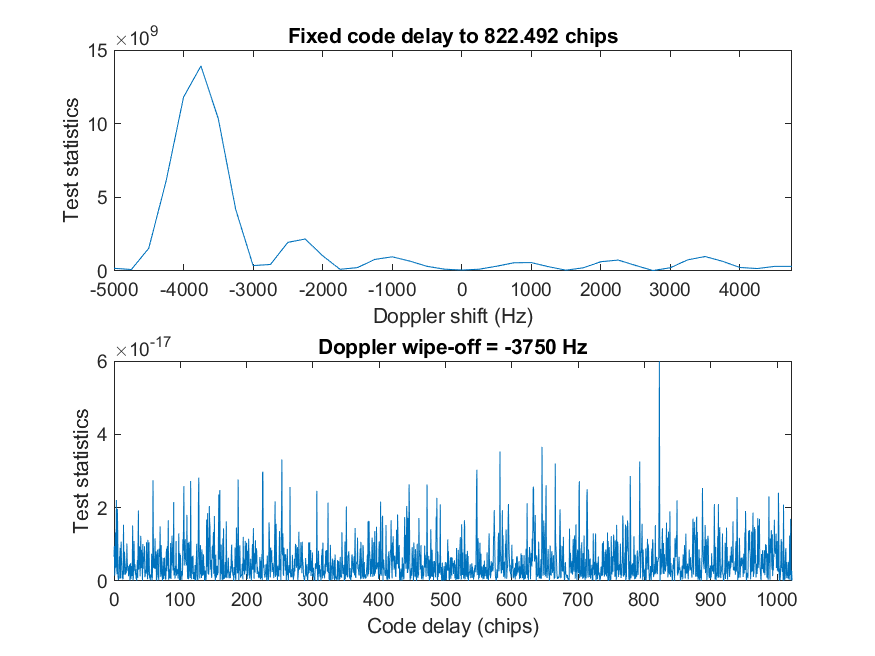 ×10^9
Fixed code delay to 822.492 chips
15
10
5
0
Test statistics
-5000 -4000 -3000 -2000 -1000 0 1000 2000 3000 4000
Doppler shift (Hz)
×10^-17
Doppler wipe-off = -3750 Hz
6
4
2
0
Test statistics
0 100 200 300 400 500 600 700 800 900 1000
Code delay (chips)